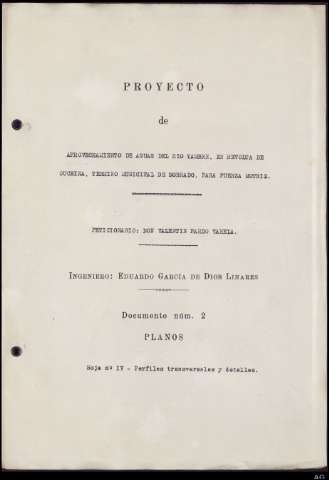 PROYECTO
de
APROVECHAMIENTO DE AGUAS DEL RIO TAMBRE, EN REVOLTA DE
CUCHIRA, TERMINO MUNICIPAL DE SOBRADO, PARA FUERZA MOTRIZ.
PETICIONARIO: DON VALENTIN PARDO VARELA.
INGENIERO: EDUARDO GARCÍA DE DIOS LINARES
Documento núm. 2
PLANOS
Hoja nº IV - Perfiles transversales y detalles.